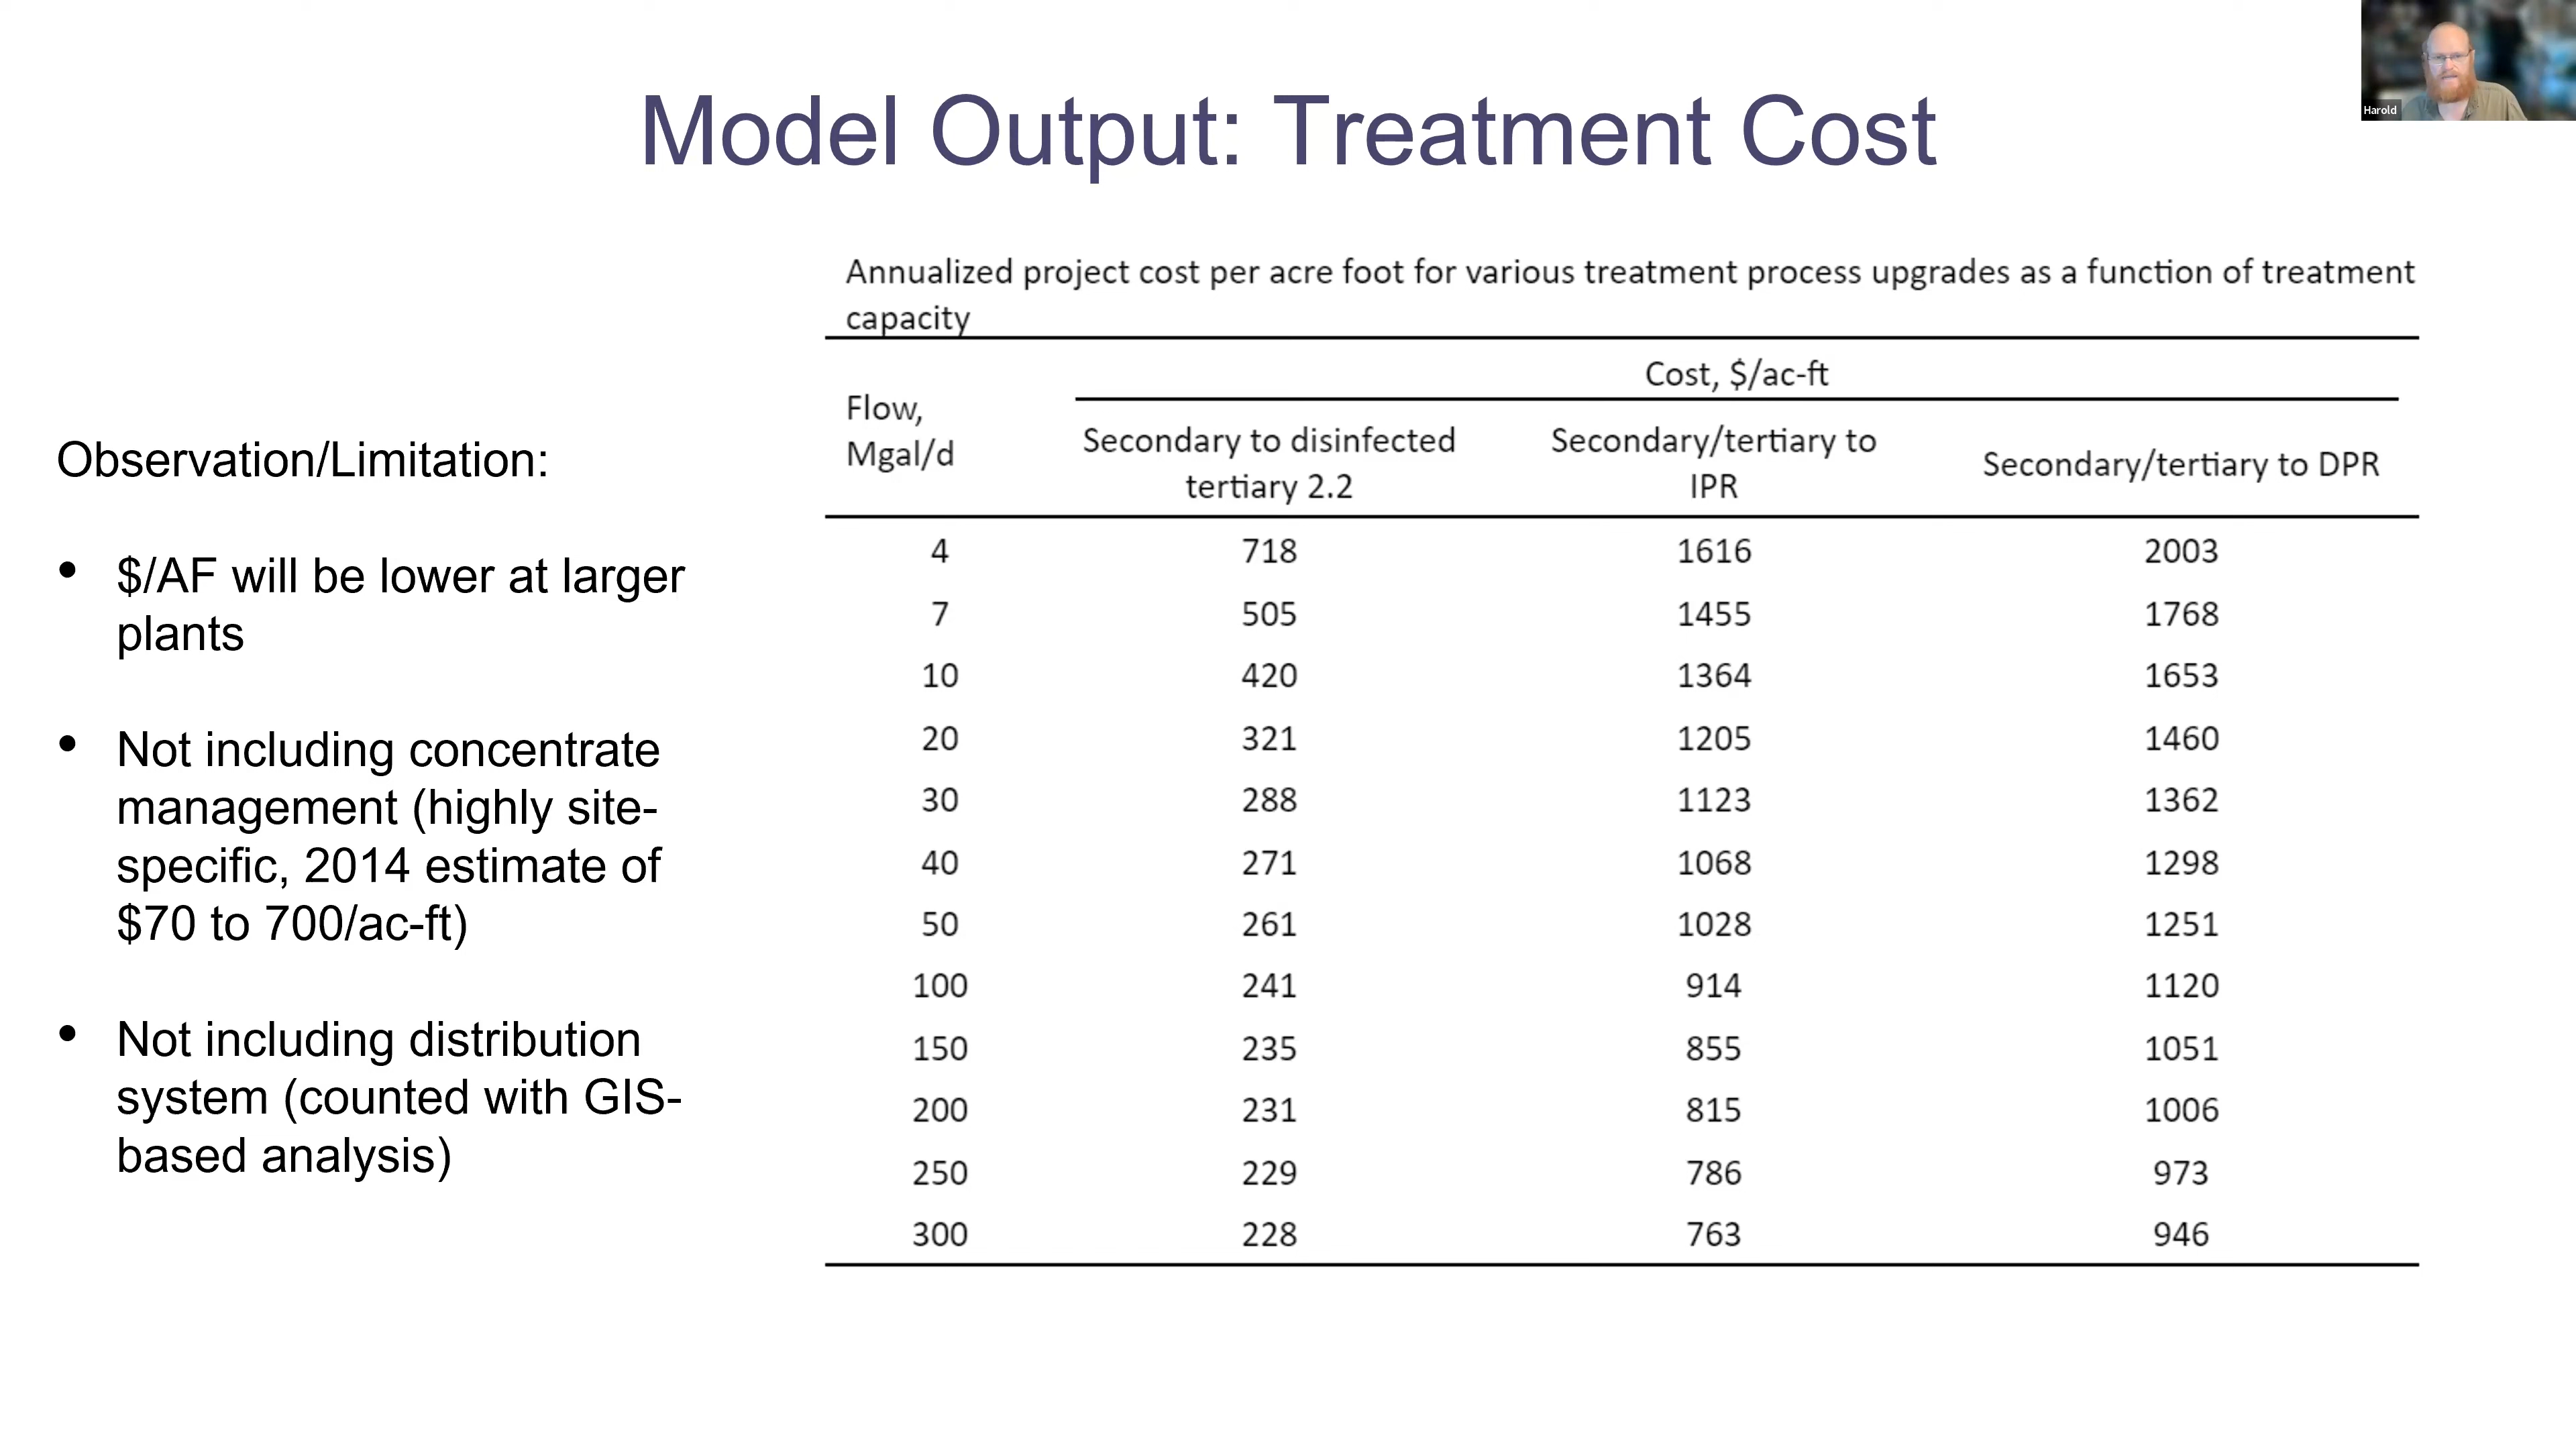 Harold
Model Output: Treatment Cost
Observation/Limitation:
• $/AF will be lower at larger
plants
• Not including concentrate
management (highly site-
specific, 2014 estimate of
$70 to 700/ac-ft)
• Not including distribution
system (counted with GIS-
based analysis)
Annualized project cost per acre foot for various treatment process upgrades as a function of treatment
capacity
Cost, $/ac-ft
Flow,
Mgal/d
Secondary to disinfected
tertiary 2.2
Secondary/tertiary to
IPR
Secondary/tertiary to DPR
4 718 1616 2003
7 505 1455 1768
10 420 1364 1653
20 321 1205 1460
30 288 1123 1362
40 271 1068 1298
50 261 1028 1251
100 241 914 1120
150 235 855 1051
200 231 815 1006
250 229 786 973
300 228 763 946